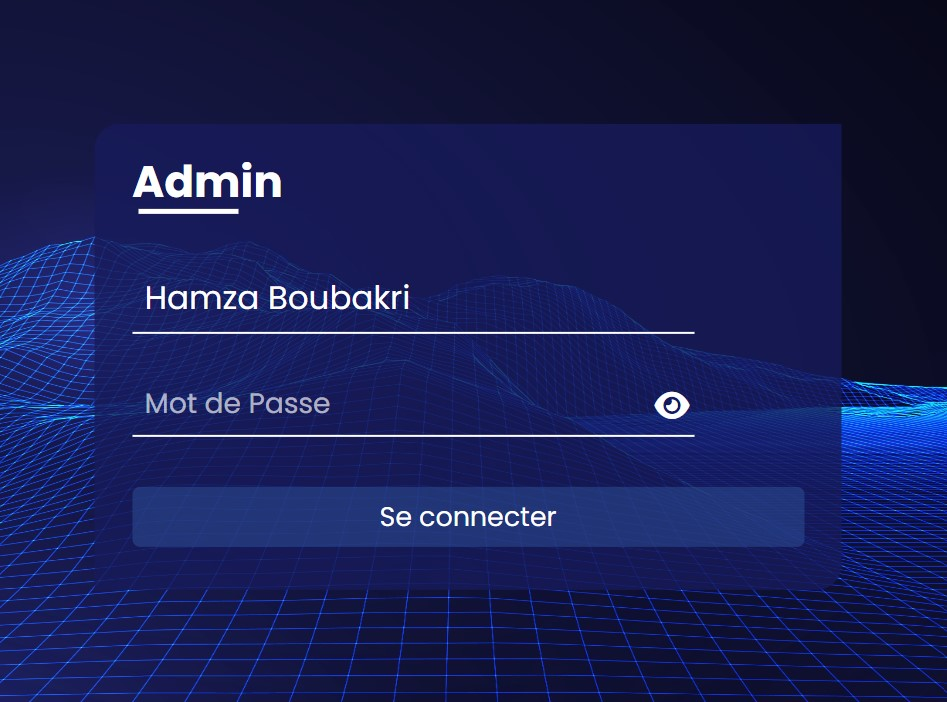 Admin
Hamza Boubakri
Mot de Passe
Se connecter